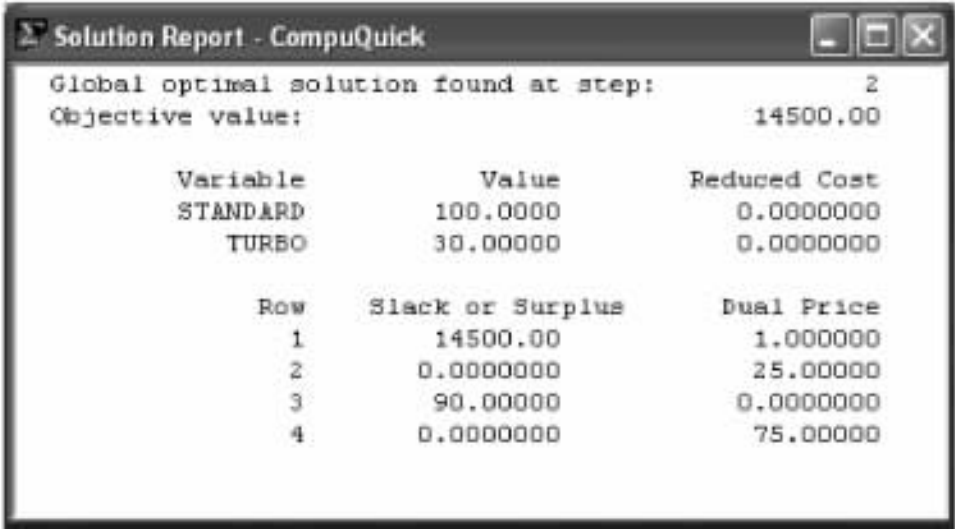 Solution Report - CompuQuick
Global optimal solution found at step: 2
Objective value: 14500.00
Variable Value Reduced Cost
STANDARD 100.0000 0.0000000
TURBO 30.00000 0.0000000
Row Slack or Surplus Dual Price
1 14500.00 1.000000
2 0.0000000 25.00000
3 90.00000 0.0000000
4 0.0000000 75.00000